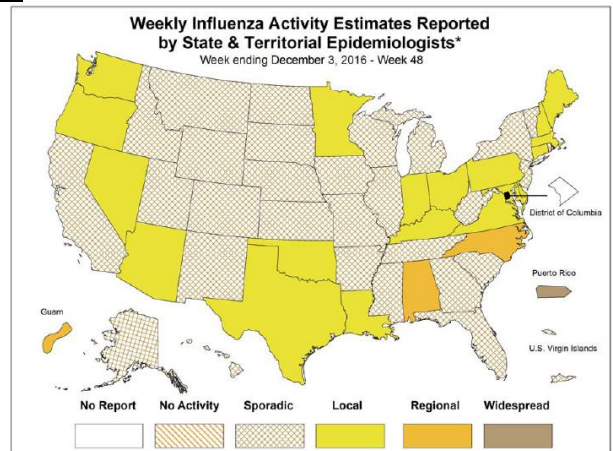 Weekly Influenza Activity Estimates Reported
by State & Territorial Epidemiologists*
Week ending December 3, 2016 - Week 48
District of Columbia
Puerto Rico
Guam
U.S. Virgin Islands
No Report No Activity Sporadic Local Regional Widespread